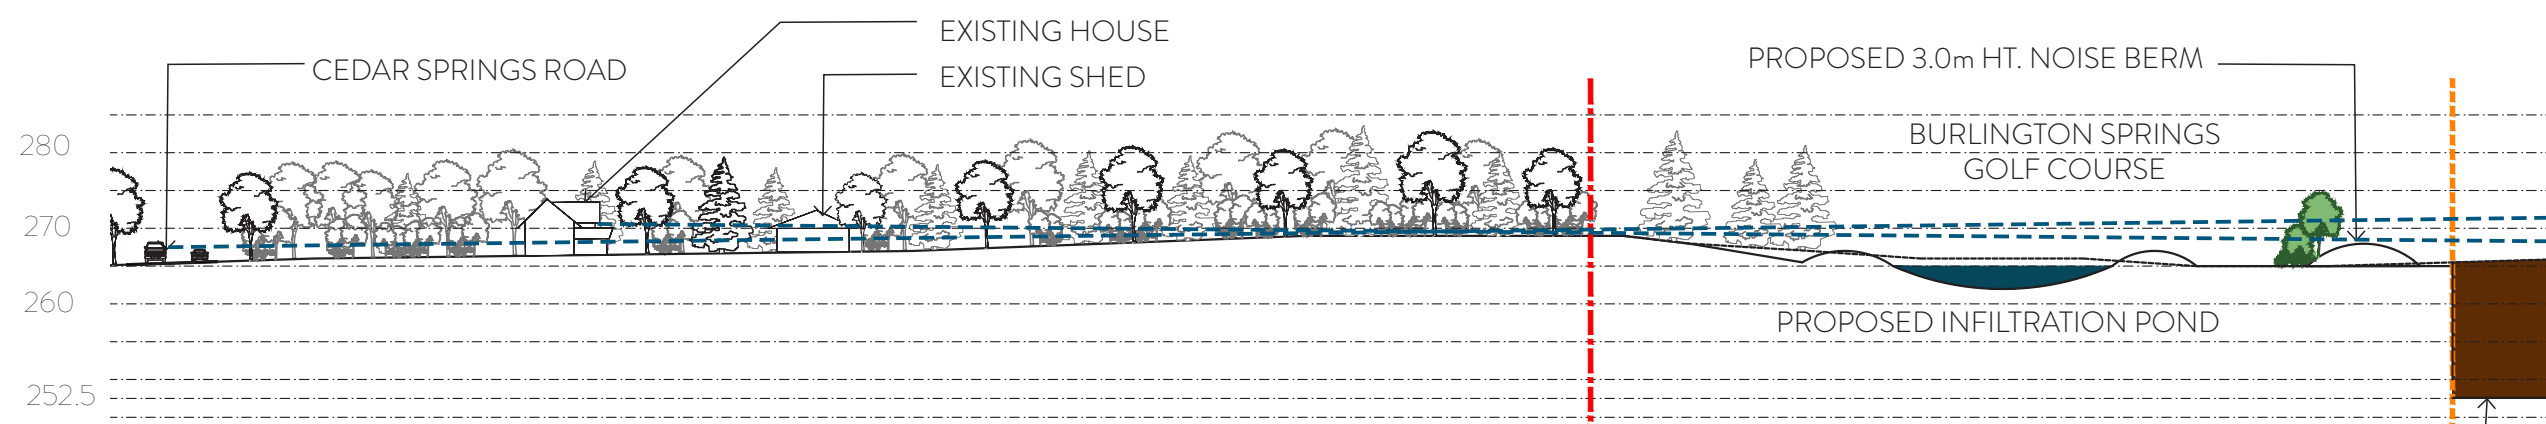 EXISTING HOUSE
CEDAR SPRINGS ROAD
EXISTING SHED
PROPOSED 3.0m HT. NOISE BERM
BURLINGTON SPRINGS
GOLF COURSE
280
270
260
PROPOSED INFILTRATION POND
252.5